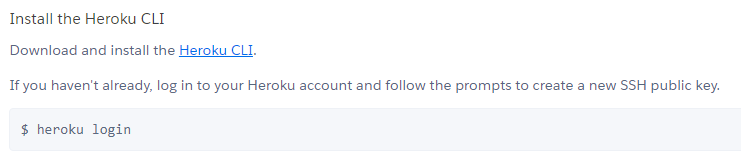 Install the Heroku CLI
Download and install the Heroku CLI.
If you haven't already, log in to your Heroku account and follow the prompts to create a new SSH public key.
$ heroku login